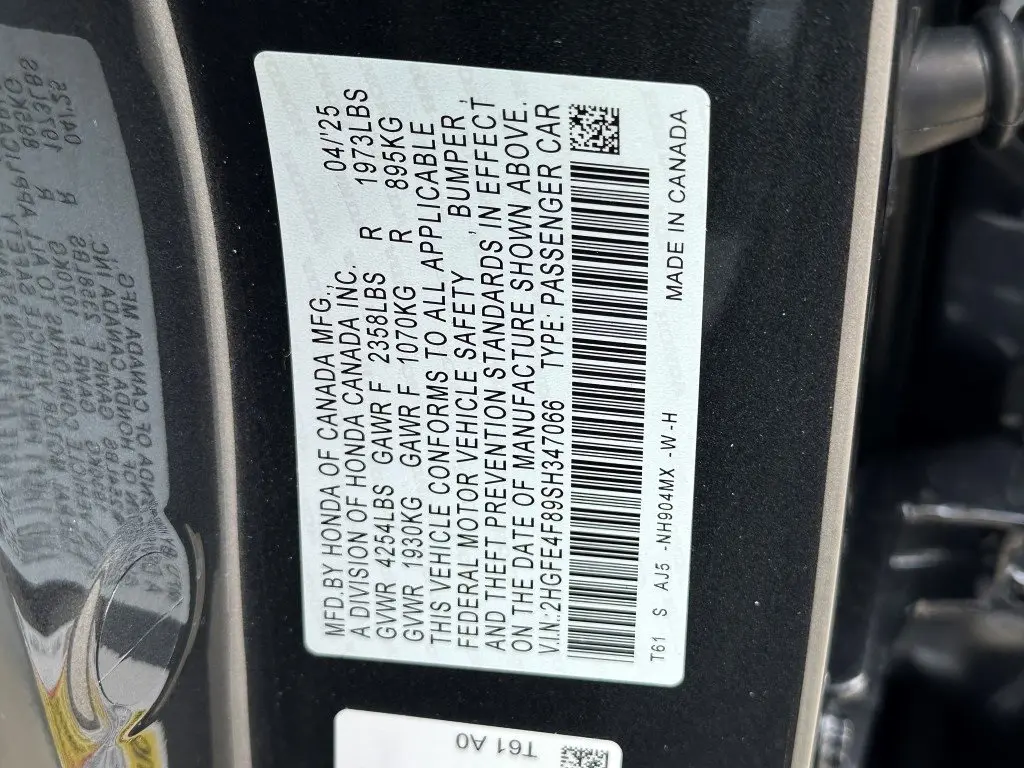 MFD.BY HONDA OF CANADA MFG., 04/'25
A DIVISION OF HONDA CANADA INC.
GVWR 4254LBS GAWR F 2358LBS R 1973LBS
GVWR 1930KG GAWR F 1070KG R 895KG
THIS VEHICLE CONFORMS TO ALL APPLICABLE
FEDERAL MOTOR VEHICLE SAFETY , BUMPER,
AND THEFT PREVENTION STANDARDS IN EFFECT
ON THE DATE OF MANUFACTURE SHOWN ABOVE.
V.I.N.:2HGFE4F89SH347066 TYPE: PASSENGER CAR
T61 S AJ5 -NH904MX -W-H
MADE IN CANADA
T61 A0